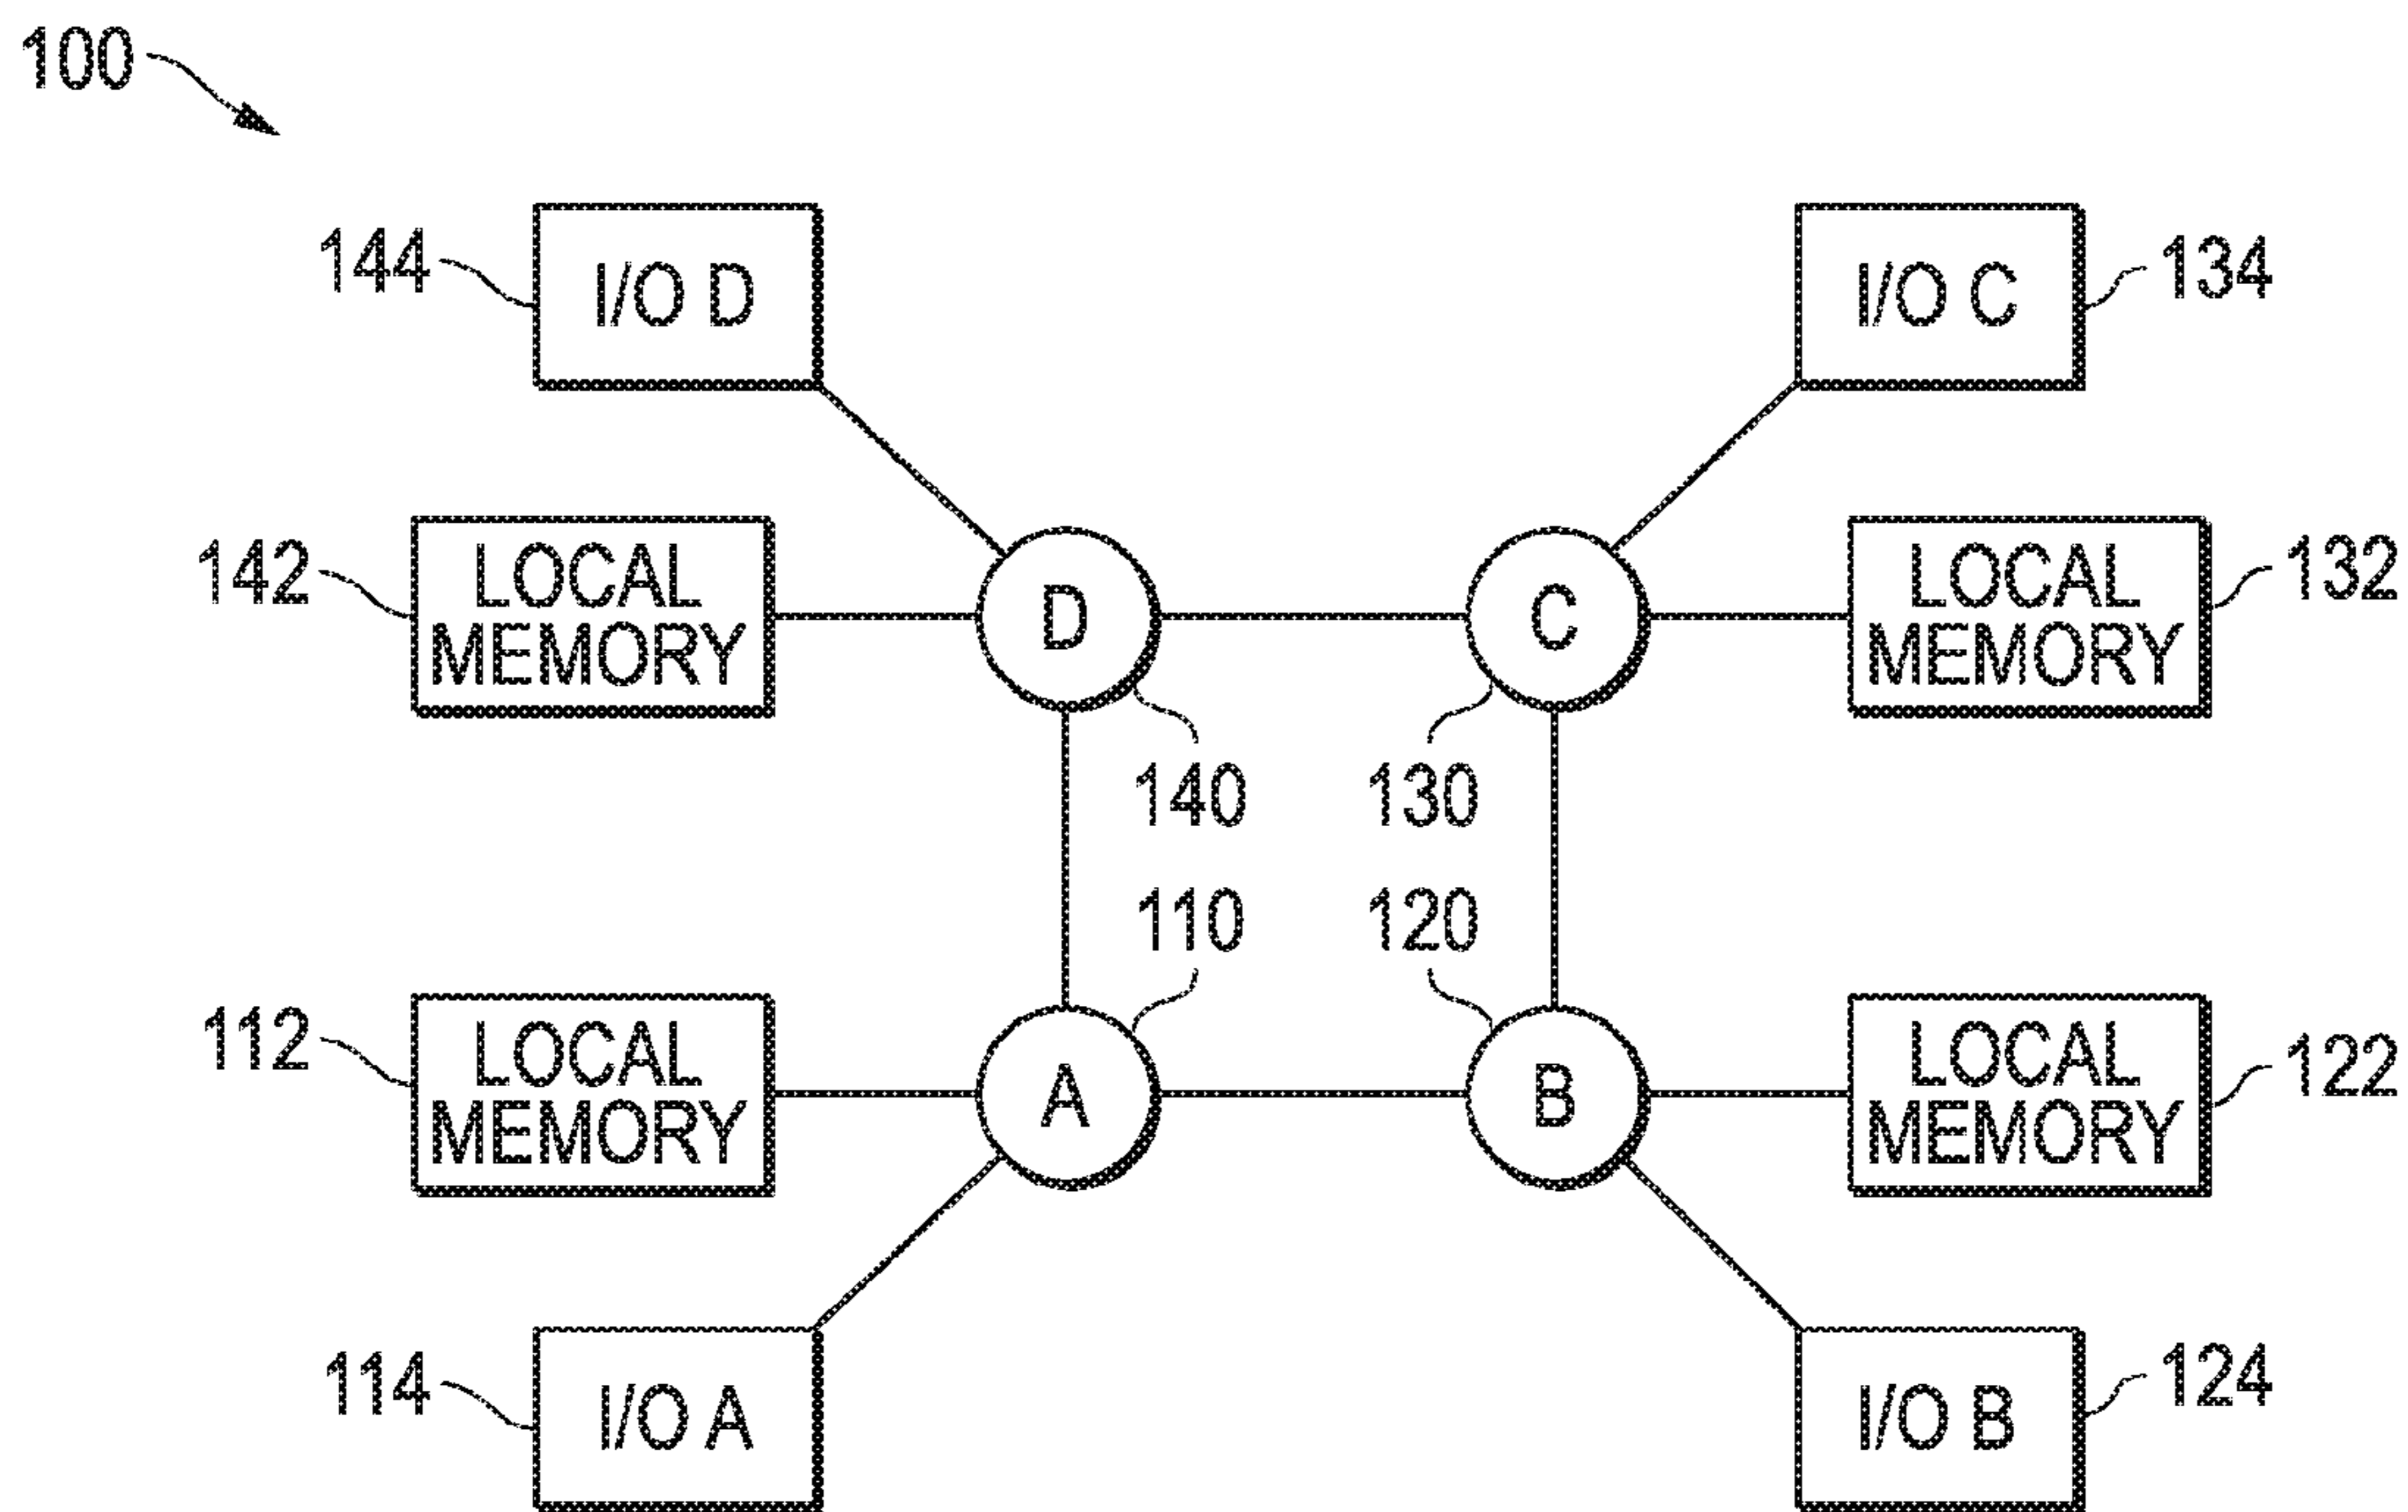 100
144
I/O D
I/O C
134
142
LOCAL
MEMORY
D
C
LOCAL
MEMORY
132
140
130
110
120
112
LOCAL
MEMORY
A
B
LOCAL
MEMORY
122
114
I/O A
I/O B
124